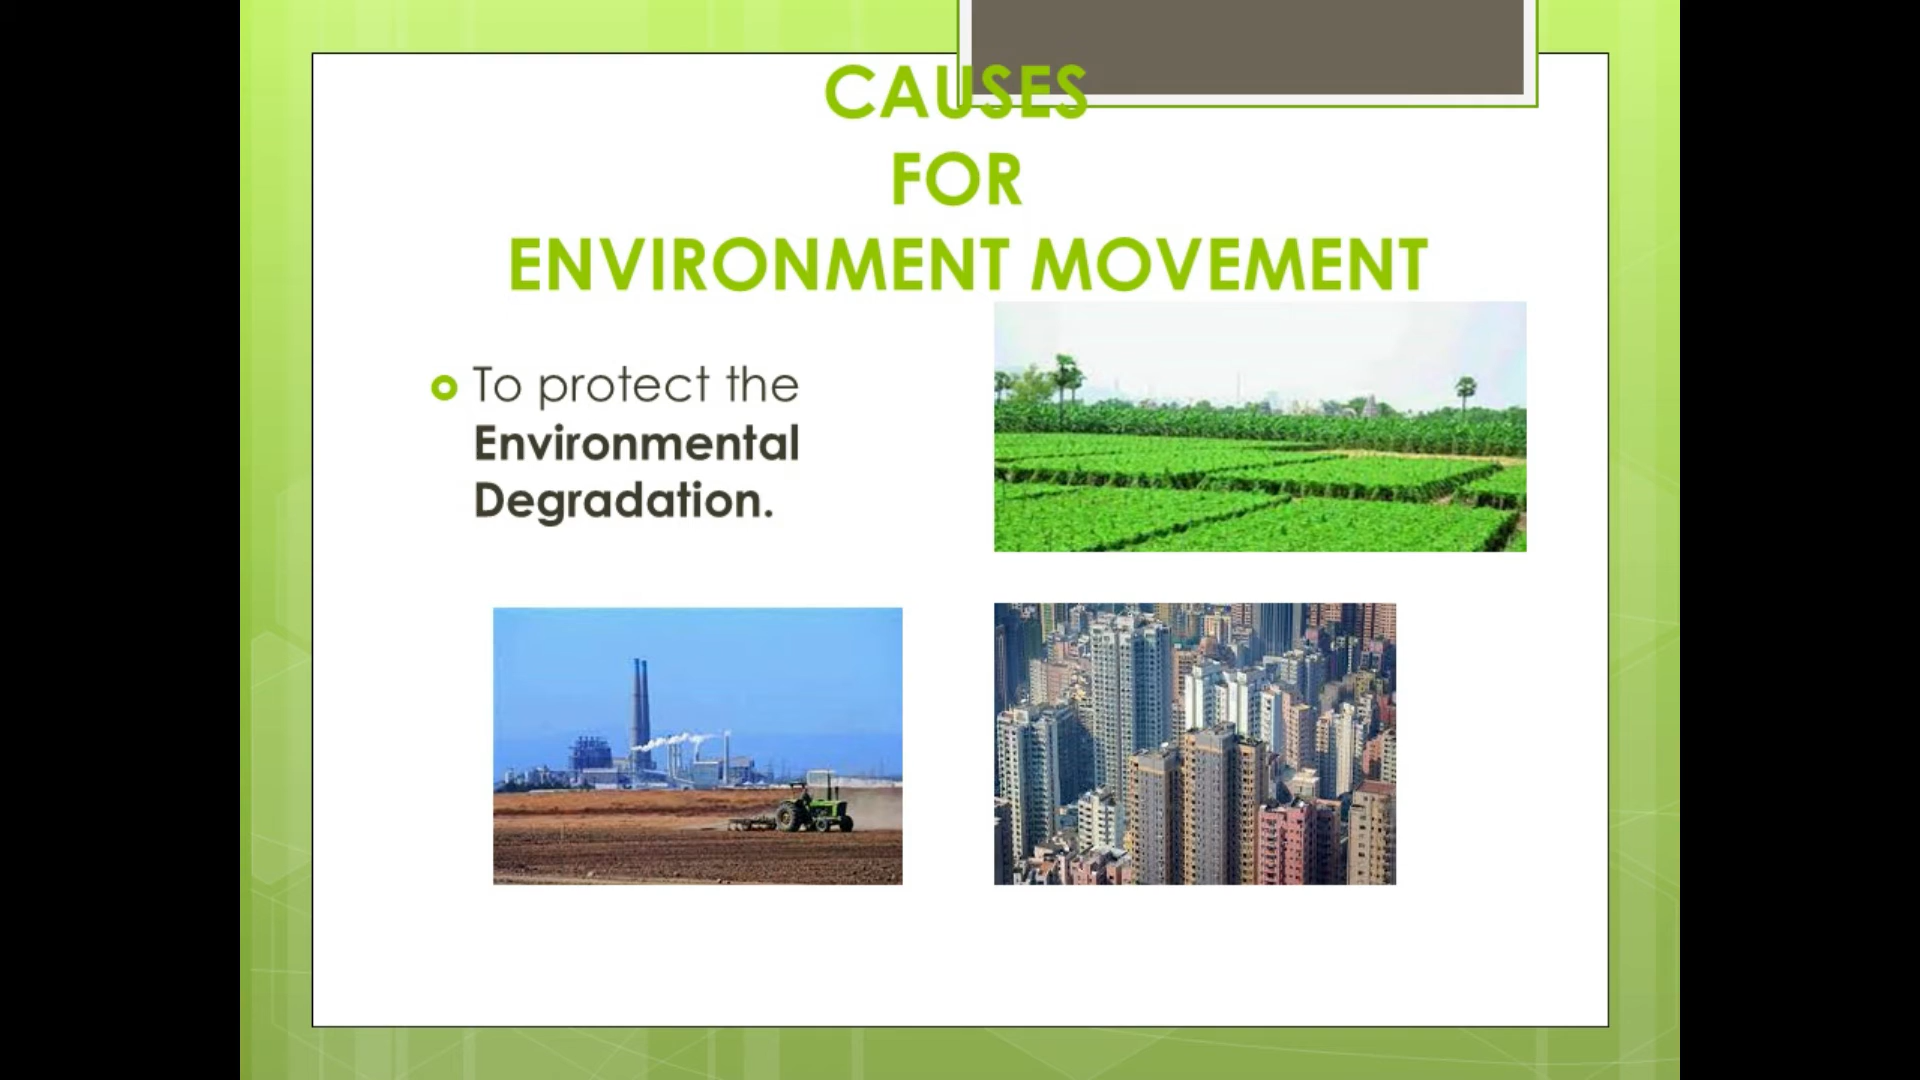 CAUSES
FOR
ENVIRONMENT MOVEMENT
To protect the
Environmental
Degradation.